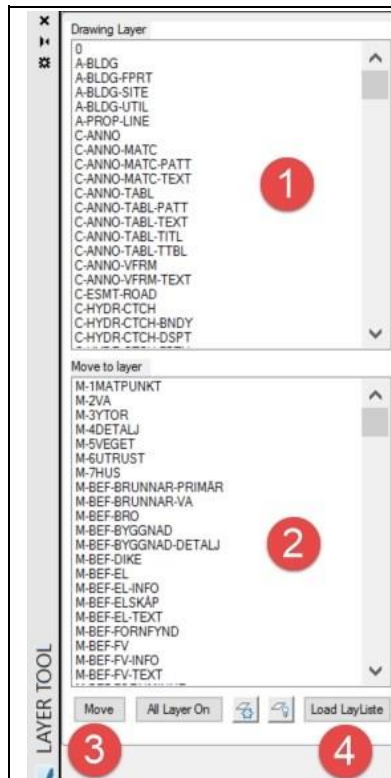 Drawing Layer
0
A-BLDG
A-BLDG-FPRT
A-BLDG-SITE
A-BLDG-UTIL
A-PROP-LINE
C-ANNO
C-ANNO-MATC
C-ANNO-MATC-PATT
C-ANNO-MATC-TEXT
C-ANNO-TABL
C-ANNO-TABL-PATT
C-ANNO-TABL-TEXT
C-ANNO-TABL-TITL
C-ANNO-TABL-TTBL
C-ANNO-VFRM
C-ANNO-VFRM-TEXT
C-ESMT-ROAD
C-HYDR-CTCH
C-HYDR-CTCH-BNDY
C-HYDR-CTCH-DSPT
1
Move to layer
M-1MATPUNKT
M-2VA
M-3YTOR
M-4DETALJ
M-5VEGET
M-6UTRUST
M-7HUS
M-BEF-BRUNNAR-PRIMÄR
M-BEF-BRUNNAR-VA
M-BEF-BRO
M-BEF-BYGGNAD
M-BEF-BYGGNAD-DETALJ
M-BEF-DIKE
M-BEF-EL
M-BEF-EL-INFO
M-BEF-ELSKÅP
M-BEF-EL-TEXT
M-BEF-FORNFYND
M-BEF-FV
M-BEF-FV-INFO
M-BEF-FV-TEXT
2
Move All Layer On Load LayListe
3 4
LAYER TOOL